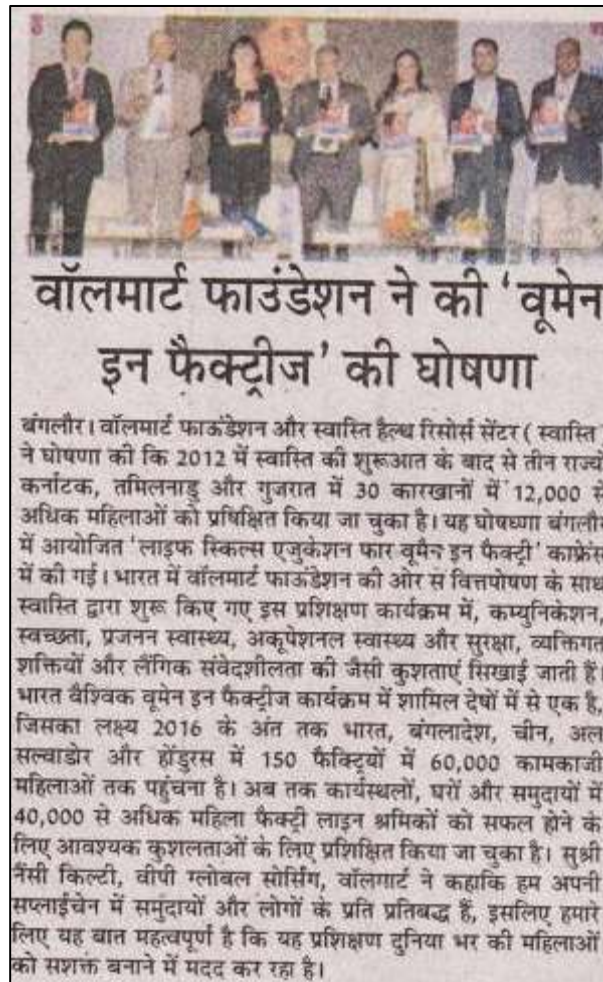 वॉलमार्ट फाउंडेशन ने की ‘वूमेन
इन फैक्ट्रीज’ की घोषणा
बंगलौर। वॉलमार्ट फाऊंडेशन और स्वास्ति हैल्थ रिसोर्स सेंटर ( स्वास्ति
ने घोषणा की कि 2012 में स्वास्ति की शुरूआत के बाद से तीन राज्यों
कर्नाटक, तमिलनाडु और गुजरात में 30 कारखानों में 12,000 से
अधिक महिलाओं को प्रषिक्षित किया जा चुका है। यह घोषघ्णा बंगलौर
में आयोजित ‘लाइफ स्किल्स एजुकेशन फार वूमैन इन फैक्ट्री’ काफ्रेंस
में की गई। भारत में वॉलमार्ट फाऊंडेशन की ओर स वित्तपोषण के साथ
स्वास्ति द्वारा शुरू किए गए इस प्रशिक्षण कार्यक्रम में, कम्युनिकेशन,
स्वच्छता, प्रजनन स्वास्थ्य, अकूपेशनल स्वास्थ्य और सुरक्षा, व्यक्तिगत
शक्तियों और लैंगिक संवेदशीलता की जैसी कुशताएं सिखाई जाती हैं।
भारत वैश्विक वूमेन इन फैक्ट्रीज कार्यक्रम में शामिल देषों में से एक है,
जिसका लक्ष्य 2016 के अंत तक भारत, बंगलादेश, चीन, अल
सल्वाडोर और होंडुरस में 150 फैक्ट्रियों में 60,000 कामकाजी
महिलाओं तक पहुंचना है। अब तक कार्यस्थलों, घरों और समुदायों में
40,000 से अधिक महिला फैक्ट्री लाइन श्रमिकों को सफल होने के
लिए आवश्यक कुशलताओं के लिए प्रशिक्षित किया जा चुका है। सुश्री
नैंसी किल्टी, वीपी ग्लोबल सोर्सिंग, वॉलमार्ट ने कहाकि हम अपनी
सप्लाईचेन में समुंदायों और लोगों के प्रति प्रतिबद्ध हैं, इसलिए हमारे
लिए यह बात महत्वपूर्ण है कि यह प्रशिक्षण दुनिया भर की महिलाओं
को सशक्त बनाने में मदद कर रहा है।